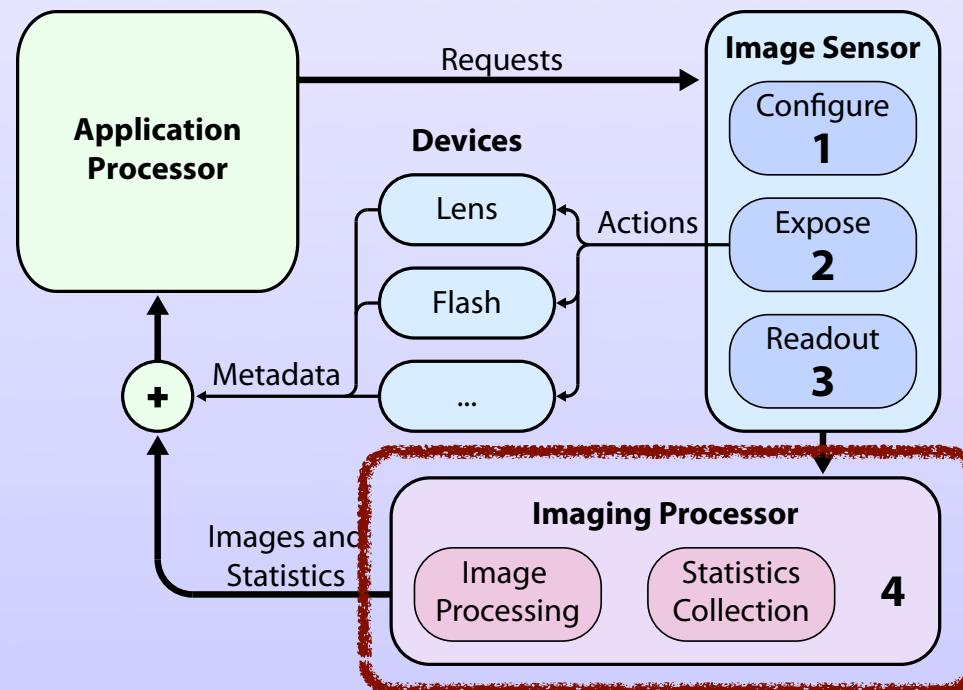 Application
Processor
Requests
Image Sensor
Configure
1
Expose
2
Readout
3
Devices
Lens
Flash
...
Actions
Metadata
+
Images and
Statistics
Imaging Processor
Image
Processing
Statistics
Collection
4